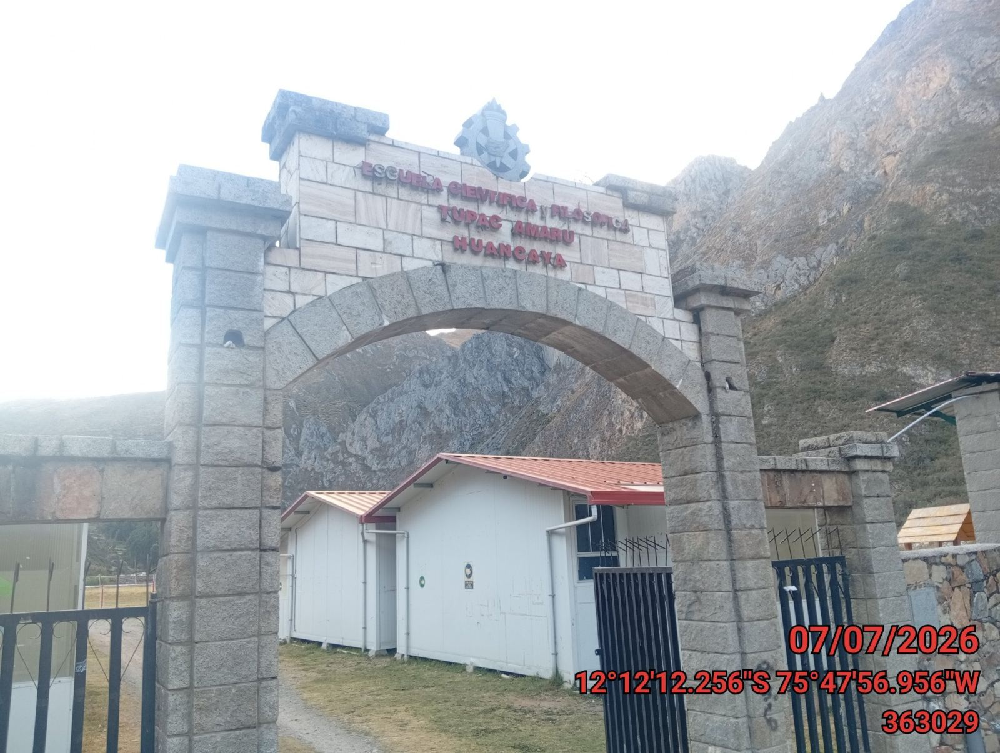 ESCUELA CIENTIFICA y FILOSOFICA
TUPAC AMARU
HUANCAYA
07/07/2026
12°12'12.256"S 75°47'56.956"W
363029